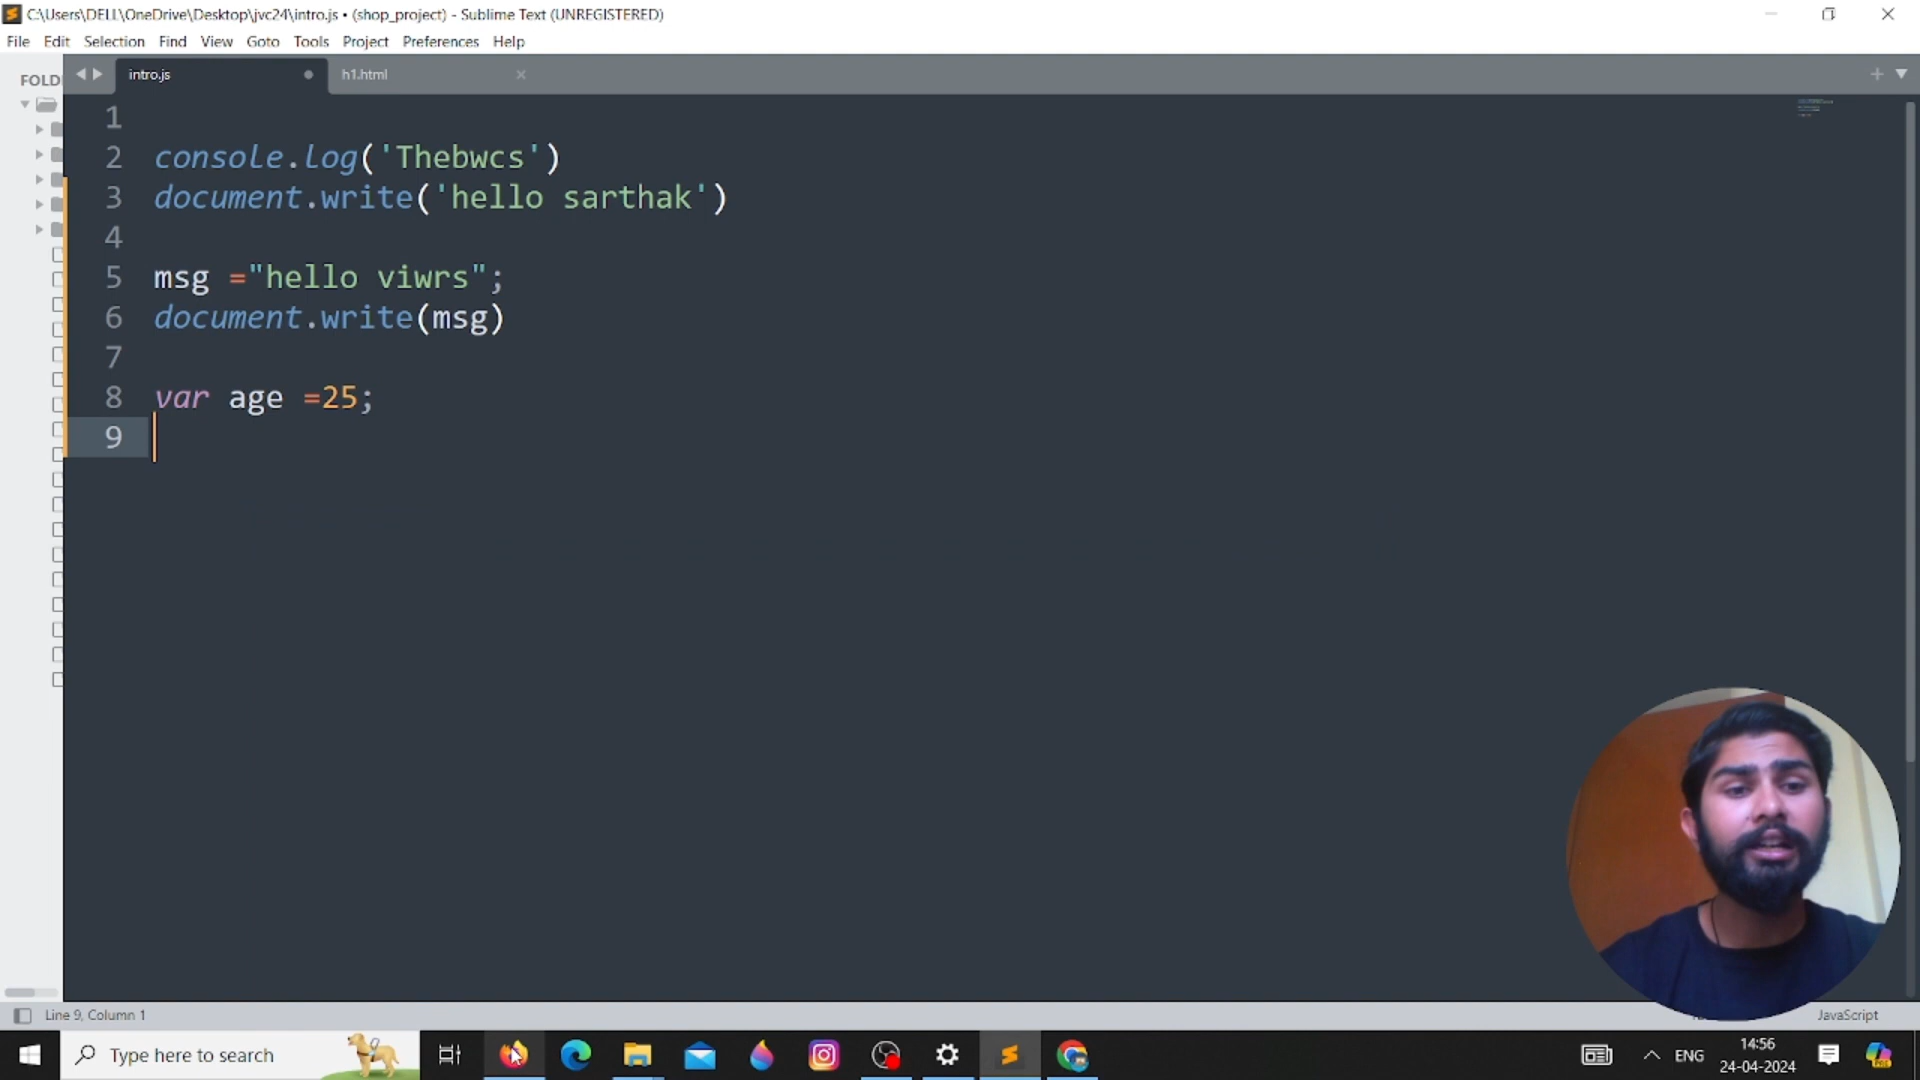 C:\Users\DELL\OneDrive\Desktop\jvc24\intro.js • (shop_project) - Sublime Text (UNREGISTERED)
File Edit Selection Find View Goto Tools Project Preferences Help
FOLD
intro.js
h1.html
1
2 console.log('Thebwcs')
3 document.write('hello sarthak')
4
5 msg ="hello viwrs";
6 document.write(msg)
7
8 var age =25;
9
Line 9, Column 1
JavaScript
Type here to search
ENG
14:56
24-04-2024